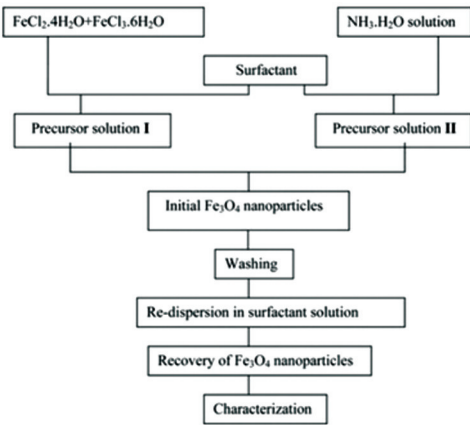 FeCl₂.4H₂O+FeCl₃.6H₂O
NH₃.H₂O solution
Surfactant
Precursor solution I
Precursor solution II
Initial Fe₃O₄ nanoparticles
Washing
Re-dispersion in surfactant solution
Recovery of Fe₃O₄ nanoparticles
Characterization